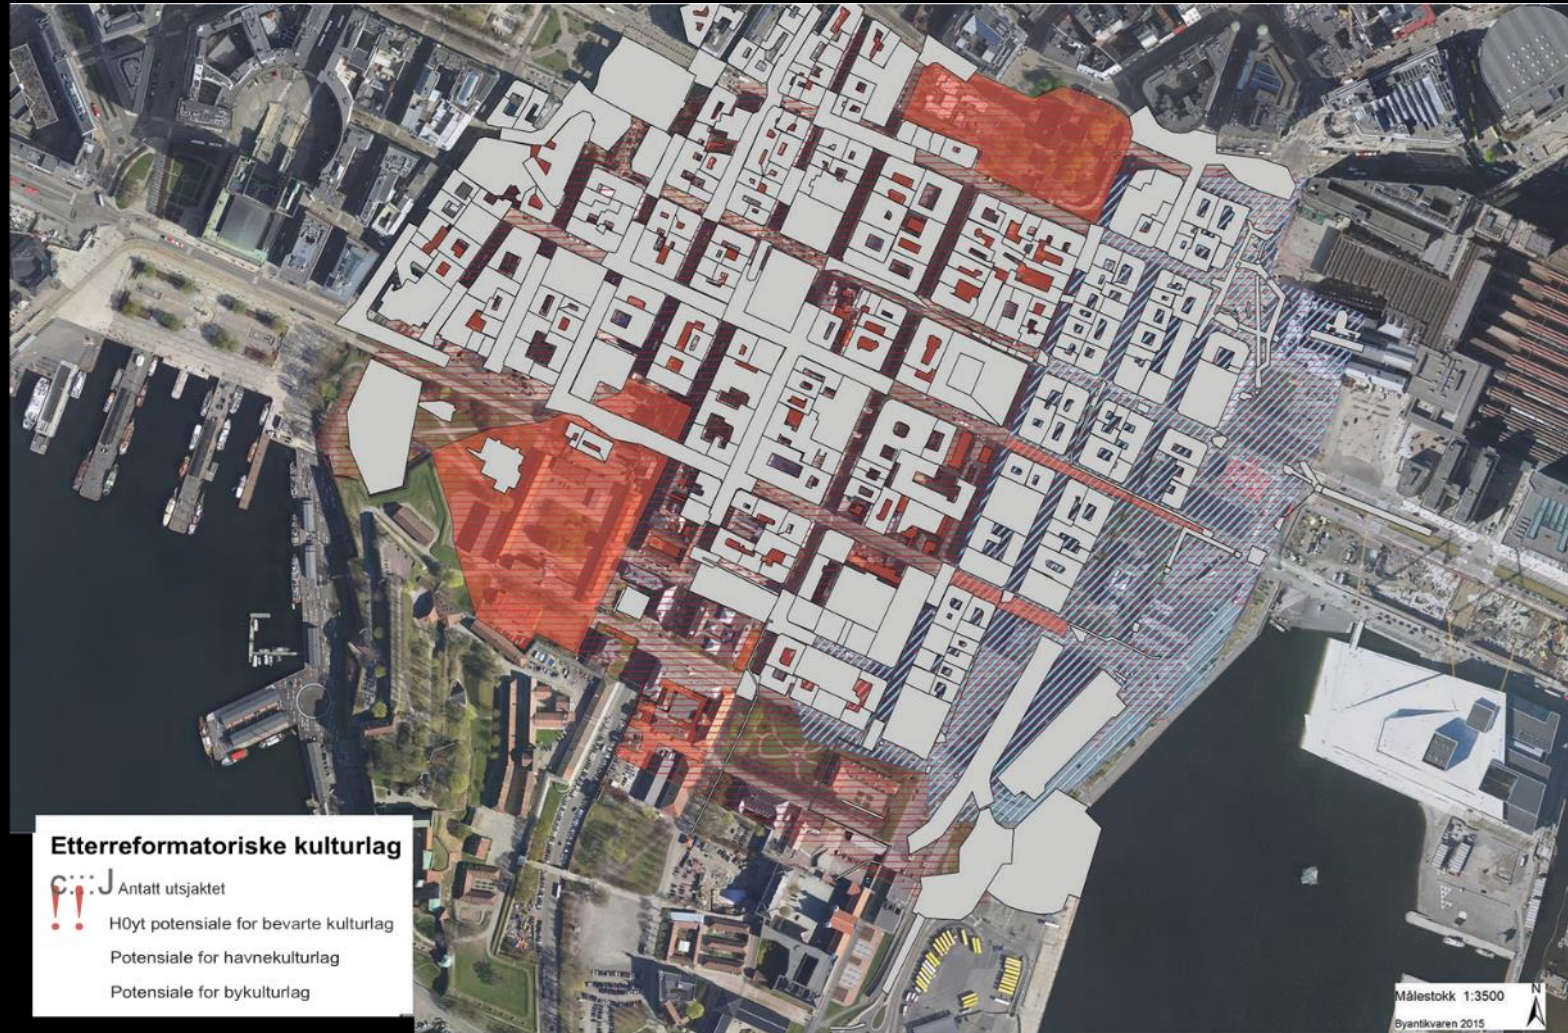 Etterreformatoriske kulturlag
c:::J Antatt utsjaktet
!! H0yt potensiale for bevarte kulturlag
Potensiale for havnekulturlag
Potensiale for bykulturlag
Målestokk 1:3500
N
Byantikvaren 2015